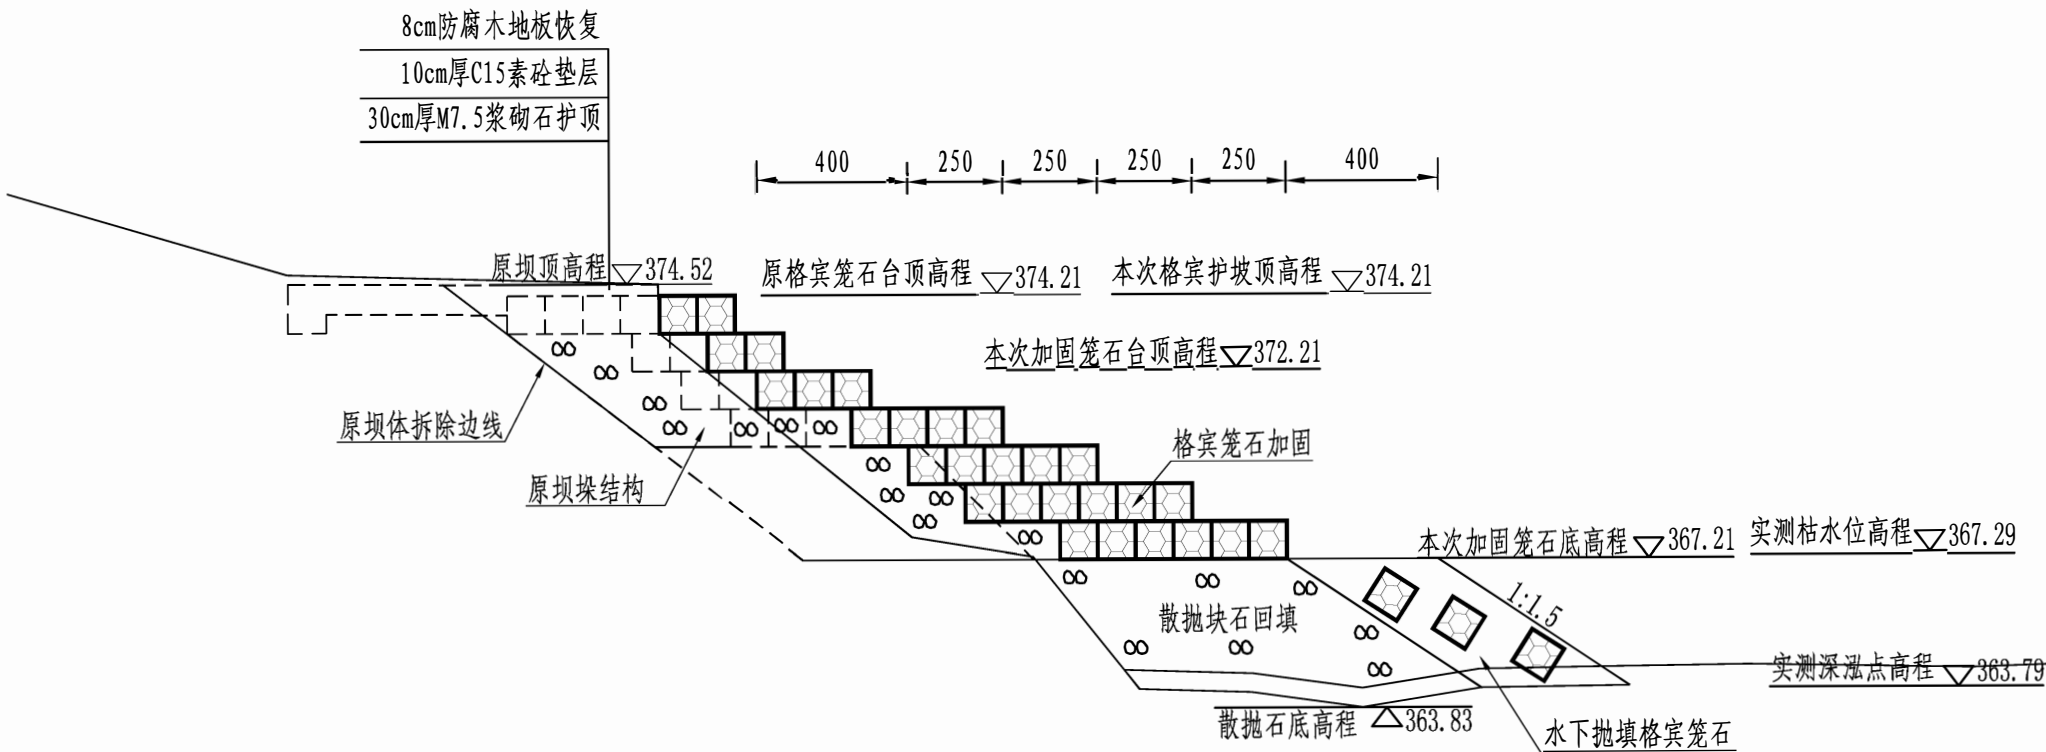 8cm防腐木地板恢复
10cm厚C15素砼垫层
30cm厚M7.5浆砌石护顶
400 250 250 250 250 400
原坝顶高程 374.52
原格宾笼石台顶高程 374.21
本次格宾护坡顶高程 374.21
本次加固笼石台顶高程 372.21
原坝体拆除边线
原坝垛结构
格宾笼石加固
本次加固笼石底高程 367.21
实测枯水位高程 367.29
1:1.5
散抛块石回填
实测深泓点高程 363.79
散抛石底高程 363.83
水下抛填格宾笼石